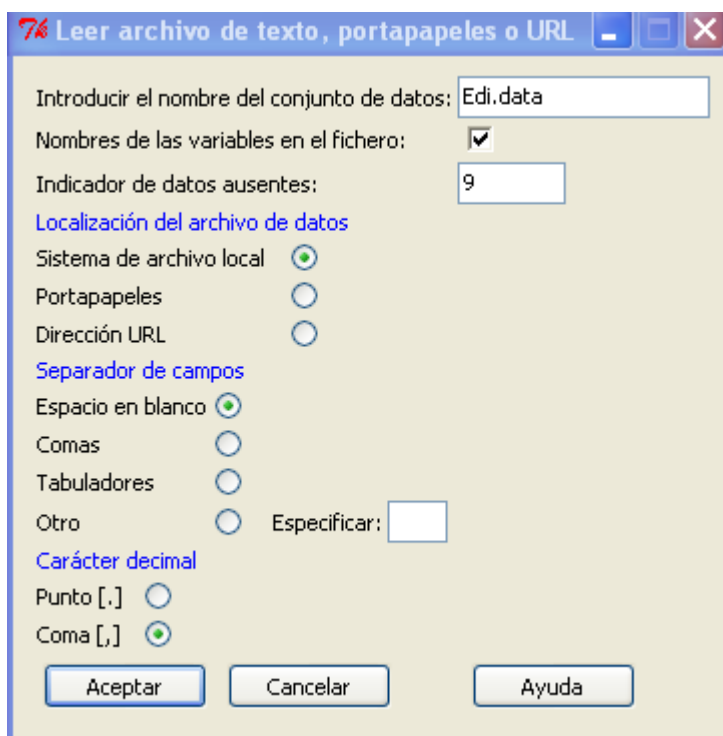 Leer archivo de texto, portapapeles o URL
Introducir el nombre del conjunto de datos: Edi.data
Nombres de las variables en el fichero:
Indicador de datos ausentes: 9
Localización del archivo de datos
Sistema de archivo local
Portapapeles
Dirección URL
Separador de campos
Espacio en blanco
Comas
Tabuladores
Otro Especificar:
Carácter decimal
Punto [.]
Coma [,]
Aceptar Cancelar Ayuda